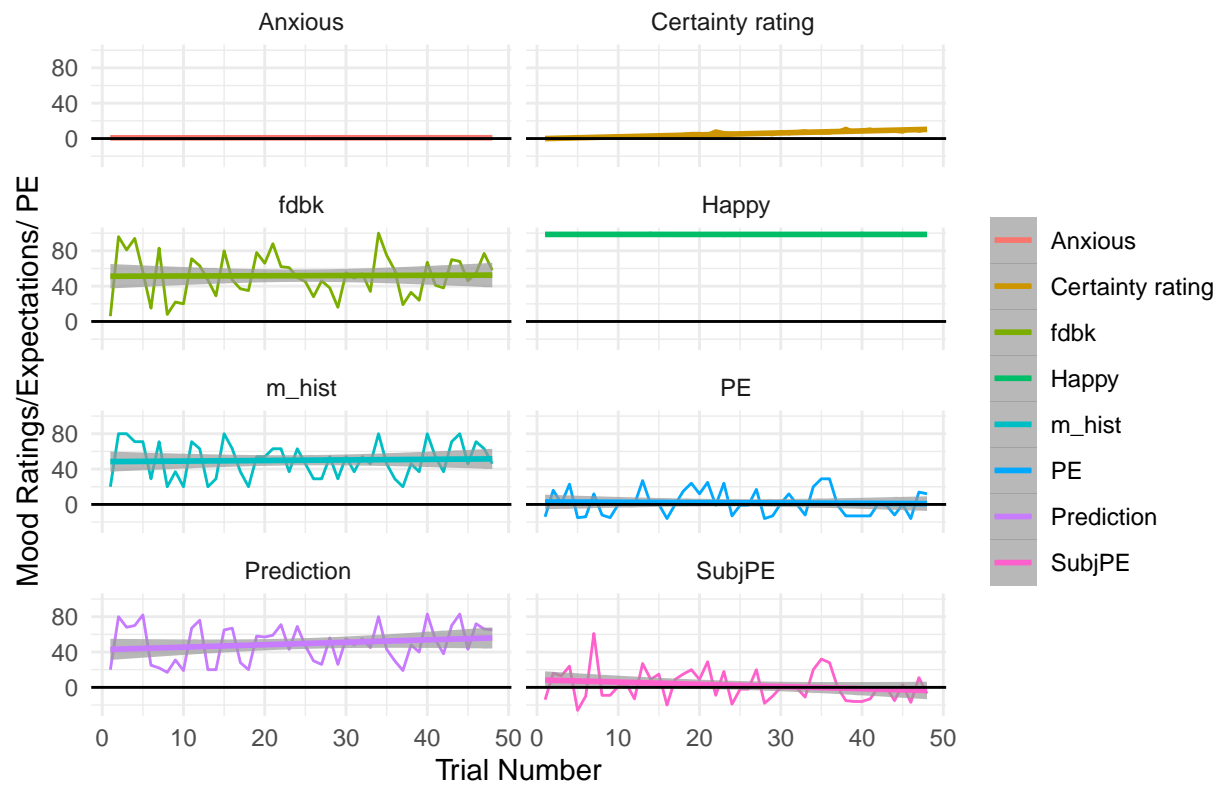 Anxious
Certainty rating
80
40
0
fdbk
Happy
80
40
0
m_hist
PE
80
40
0
Prediction
SubjPE
80
40
0
0 10 20 30 40 50 0 10 20 30 40 50
Trial Number
Mood Ratings/Expectations/ PE
Anxious
Certainty rating
fdbk
Happy
m_hist
PE
Prediction
SubjPE